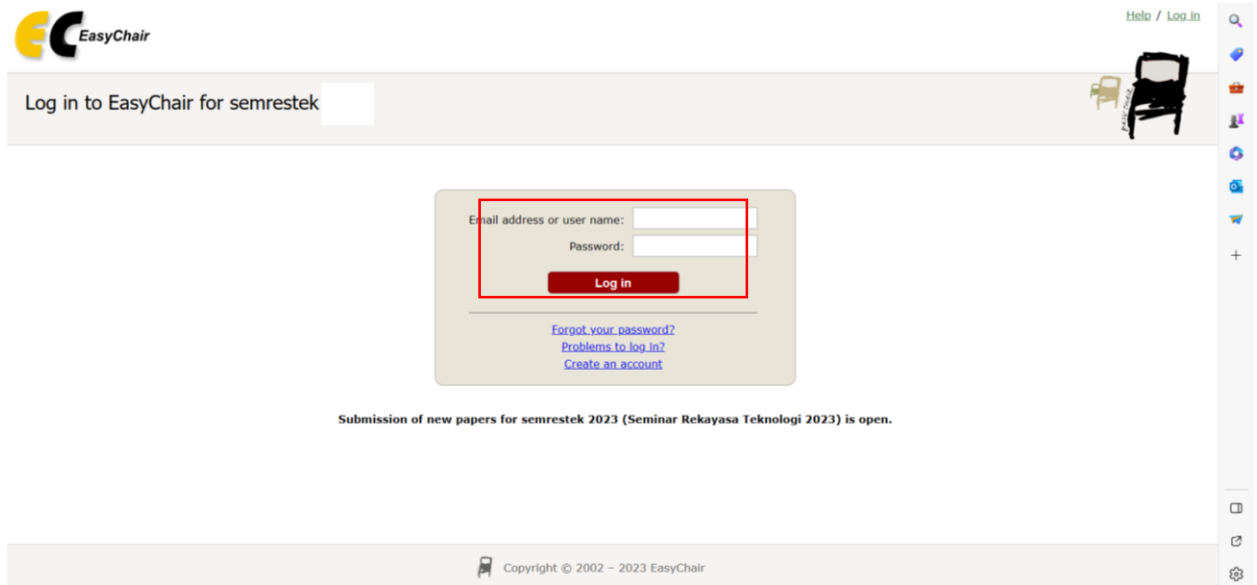 EC EasyChair
Help / Log in
Log in to EasyChair for semrestek
Email address or user name:
Password:
Log in
Forgot your password?
Problems to log in?
Create an account
Submission of new papers for semrestek 2023 (Seminar Rekayasa Teknologi 2023) is open.
Copyright © 2002 – 2023 EasyChair